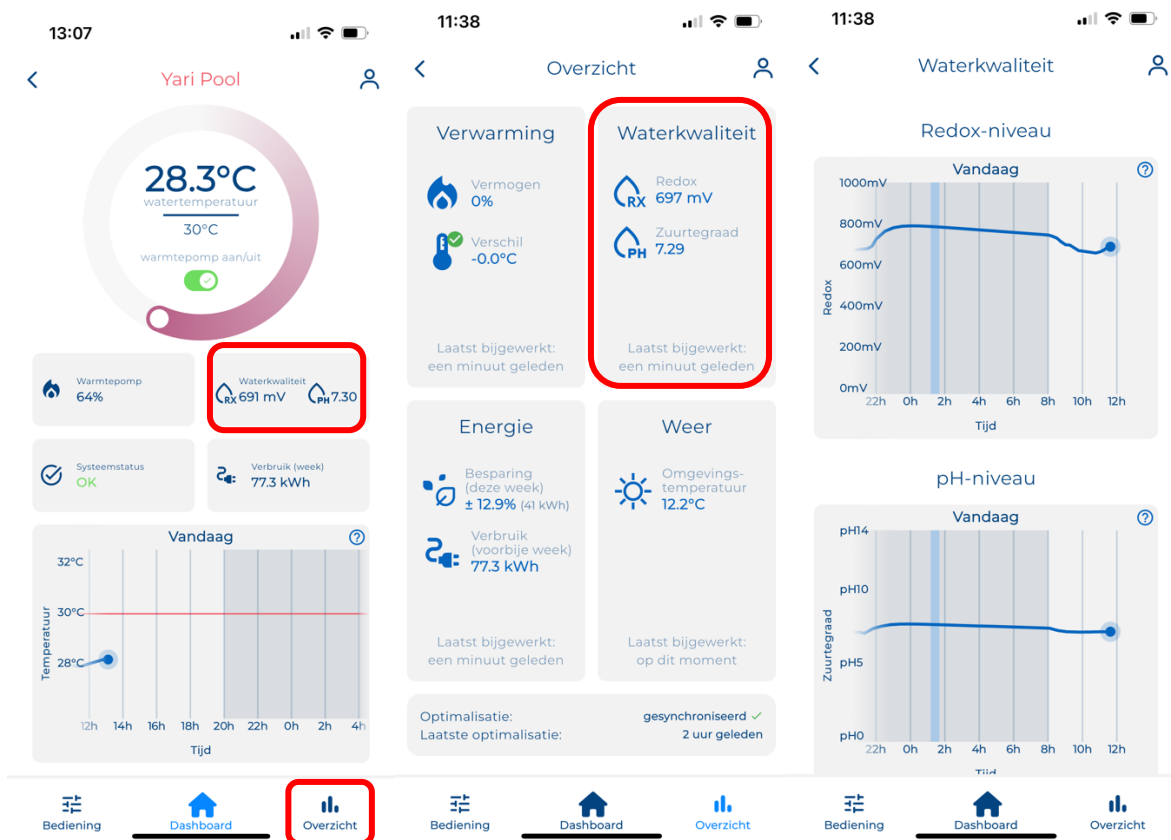 13:07
Yari Pool
28.3°C
watertemperatuur
30°C
warmtepomp aan/uit
Warmtepomp
64%
Waterkwaliteit
RX 691 mV PH 7.30
Systeemstatus
OK
Verbruik (week)
77.3 kWh
Vandaag
32°C
30°C
28°C
Temperatuur
12h 14h 16h 18h 20h 22h 0h 2h 4h
Tijd
Bediening Dashboard Overzicht
11:38
Overzicht
Verwarming
Vermogen
0%
Verschil
-0.0°C
Laatst bijgewerkt:
een minuut geleden
Waterkwaliteit
Redox
RX 697 mV
Zuurtegraad
PH 7.29
Laatst bijgewerkt:
een minuut geleden
Energie
Besparing
(deze week)
± 12.9% (41 kWh)
Verbruik
(voorbije week)
77.3 kWh
Laatst bijgewerkt:
een minuut geleden
Weer
Omgevings-
temperatuur
12.2°C
Laatst bijgewerkt:
op dit moment
Optimalisatie: gesynchroniseerd
Laatste optimalisatie: 2 uur geleden
Bediening Dashboard Overzicht
11:38
Waterkwaliteit
Redox-niveau
Vandaag
1000mV
800mV
600mV
400mV
200mV
0mV
Redox
22h 0h 2h 4h 6h 8h 10h 12h
Tijd
pH-niveau
Vandaag
pH14
pH10
pH5
pH0
Zuurtegraad
22h 0h 2h 4h 6h 8h 10h 12h
Tijd
Bediening Dashboard Overzicht